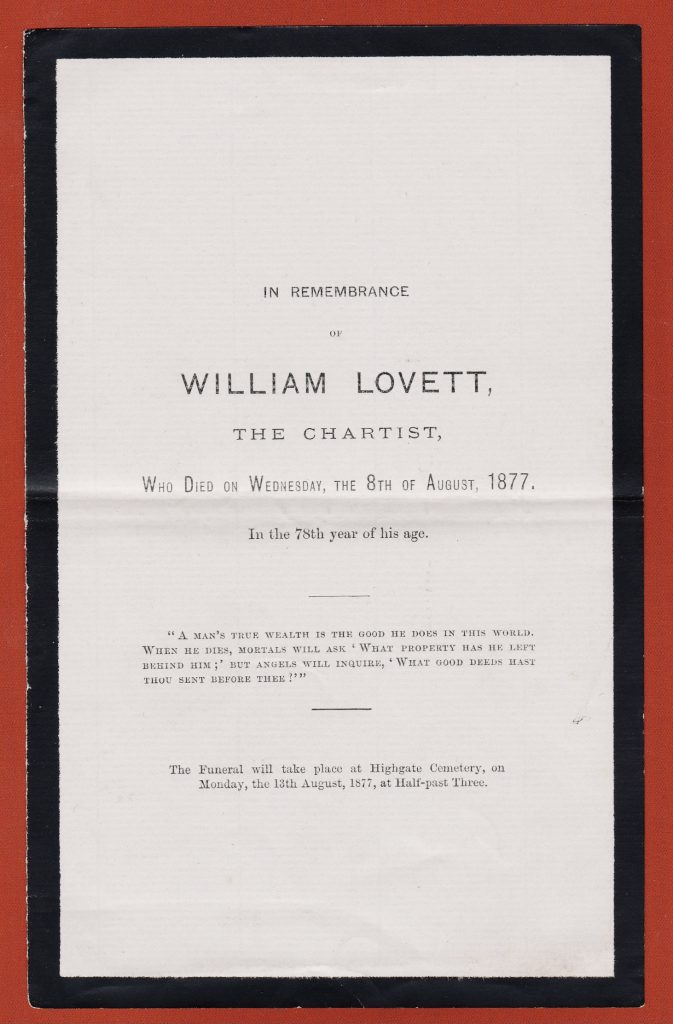 IN REMEMBRANCE
OF
WILLIAM LOVETT,
THE CHARTIST,
WHO DIED ON WEDNESDAY, THE 8TH OF AUGUST, 1877.
In the 78th year of his age.
"A MAN'S TRUE WEALTH IS THE GOOD HE DOES IN THIS WORLD.
WHEN HE DIES, MORTALS WILL ASK 'WHAT PROPERTY HAS HE LEFT
BEHIND HIM;' BUT ANGELS WILL INQUIRE, 'WHAT GOOD DEEDS HAST
THOU SENT BEFORE THEE?'"
The Funeral will take place at Highgate Cemetery, on
Monday, the 13th August, 1877, at Half-past Three.